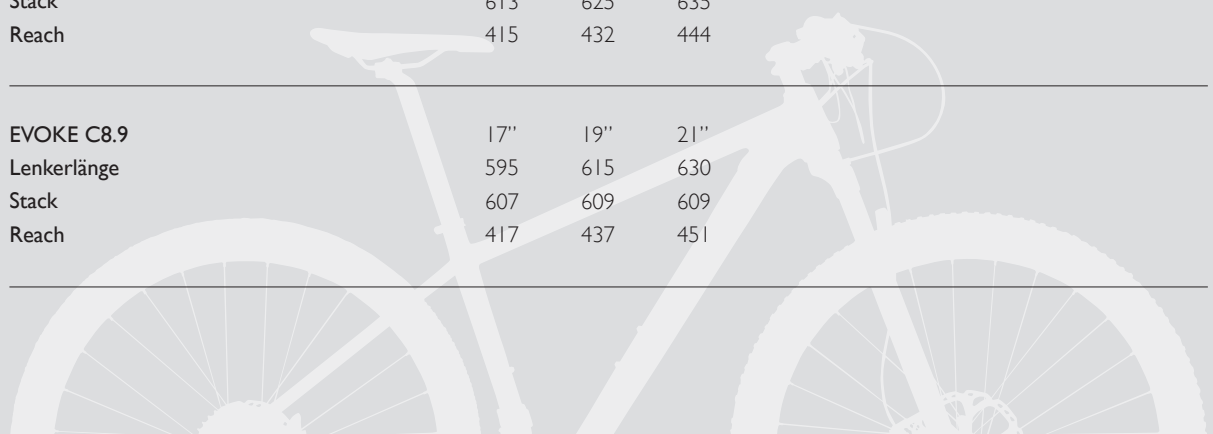 Stack 613 625 635
Reach 415 432 444
EVOKE C8.9 17’’ 19’’ 21’’
Lenkerlänge 595 615 630
Stack 607 609 609
Reach 417 437 451